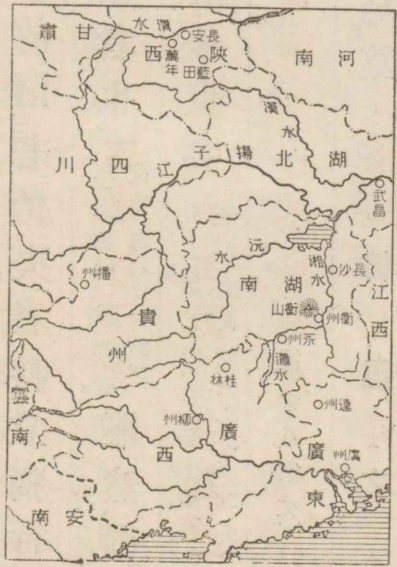 河南
陝西
甘肅
渭水
長安
萬年
藍田
漢水
湖北
揚子江
四川
武昌
沅水
湘水
長沙
湖南
江西
衡山
衡州
永州
瀟水
播州
貴州
桂林
連州
柳州
廣西
廣東
廣州
南
安南